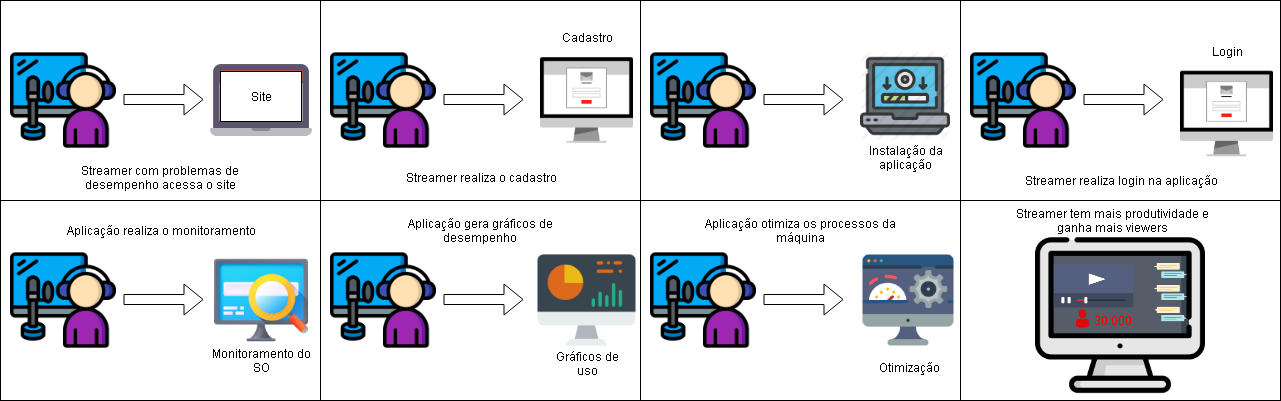 Site
Streamer com problemas de
desempenho acessa o site
Cadastro
Streamer realiza o cadastro
Instalação da
aplicação
Login
Streamer realiza login na aplicação
Aplicação realiza o monitoramento
Monitoramento do
SO
Aplicação gera gráficos de
desempenho
Gráficos de
uso
Aplicação otimiza os processos da
máquina
Otimização
Streamer tem mais produtividade e
ganha mais viewers
30.000